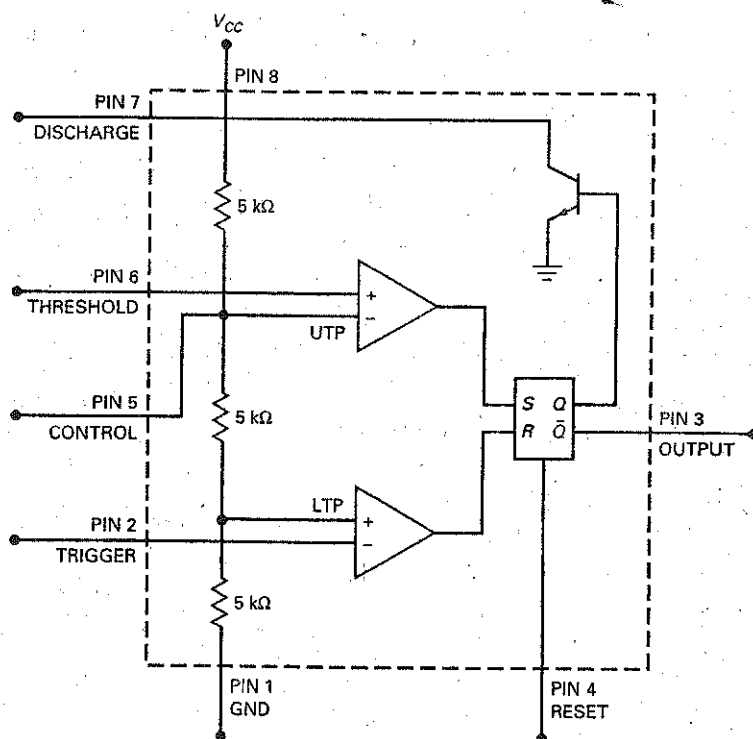 V_CC
PIN 8
PIN 7
DISCHARGE
5 kΩ
PIN 6
THRESHOLD
+
−
UTP
PIN 5
CONTROL
5 kΩ
S Q
R Q̄
PIN 3
OUTPUT
LTP
+
−
PIN 2
TRIGGER
5 kΩ
PIN 1
GND
PIN 4
RESET